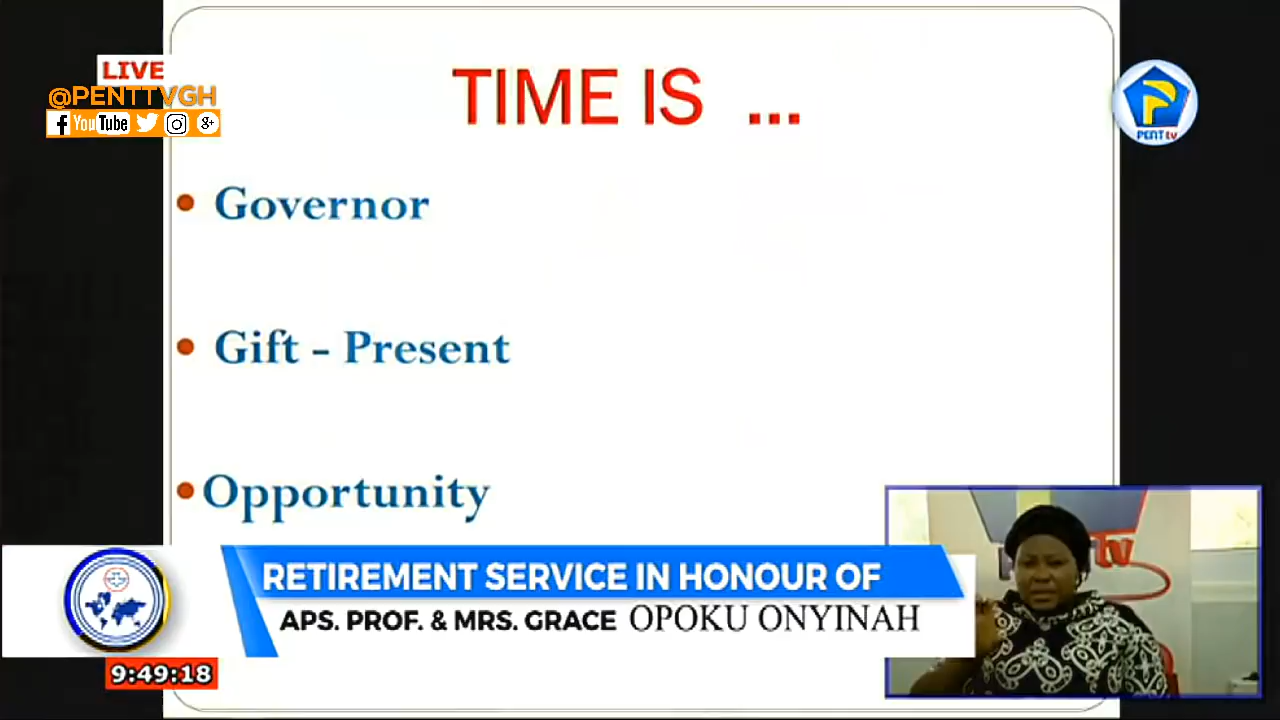 LIVE
@PENTTVGH
YouTube
PENT tv
TIME IS ...
• Governor
• Gift - Present
• Opportunity
tv
RETIREMENT SERVICE IN HONOUR OF
APS. PROF. & MRS. GRACE OPOKU ONYINAH
9:49:18